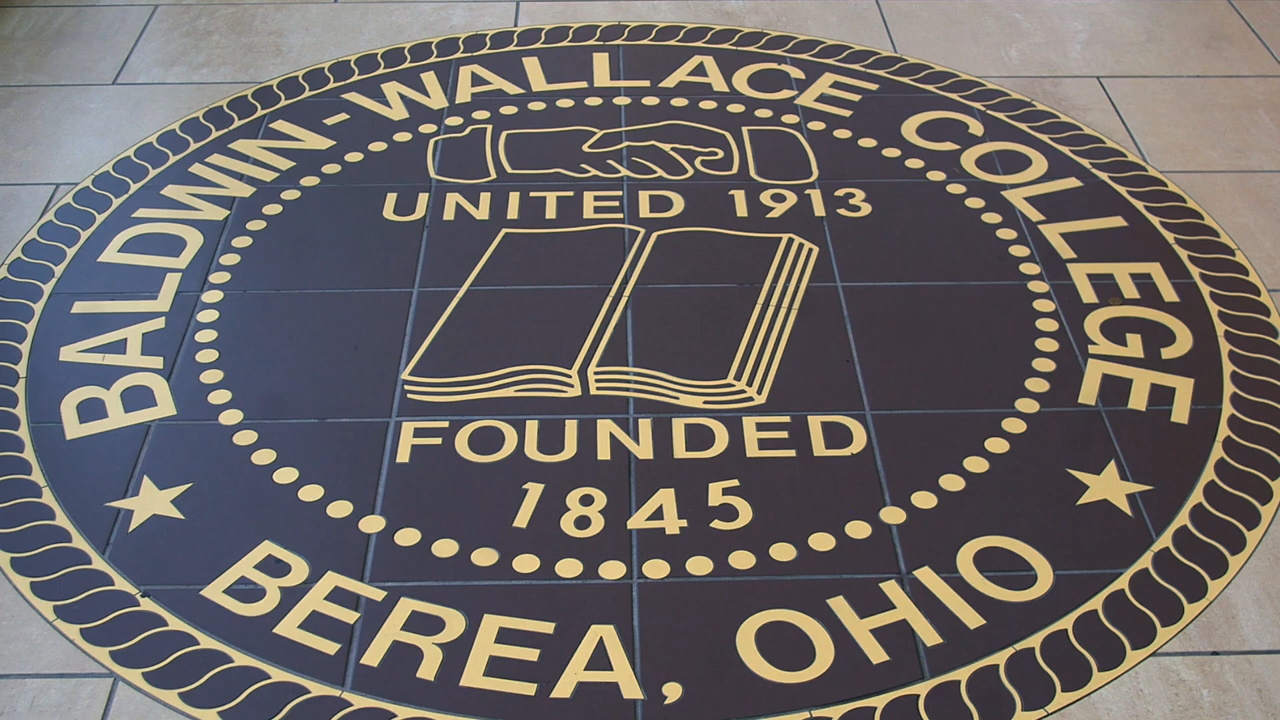 BALDWIN-WALLACE COLLEGE
UNITED 1913
FOUNDED
1845
BEREA, OHIO